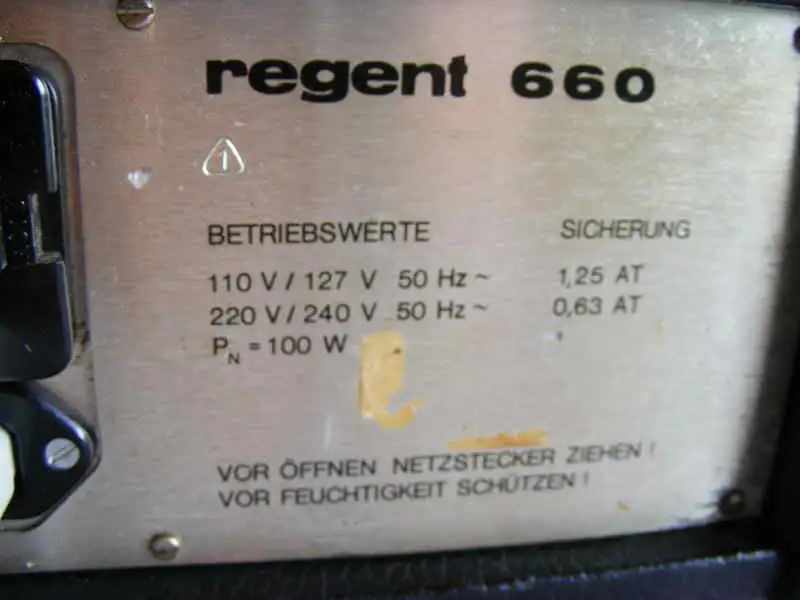 regent 660
1
BETRIEBSWERTE SICHERUNG
110 V / 127 V 50 Hz ~ 1,25 AT
220 V / 240 V 50 Hz ~ 0,63 AT
PN = 100 W
VOR ÖFFNEN NETZSTECKER ZIEHEN !
VOR FEUCHTIGKEIT SCHÜTZEN !